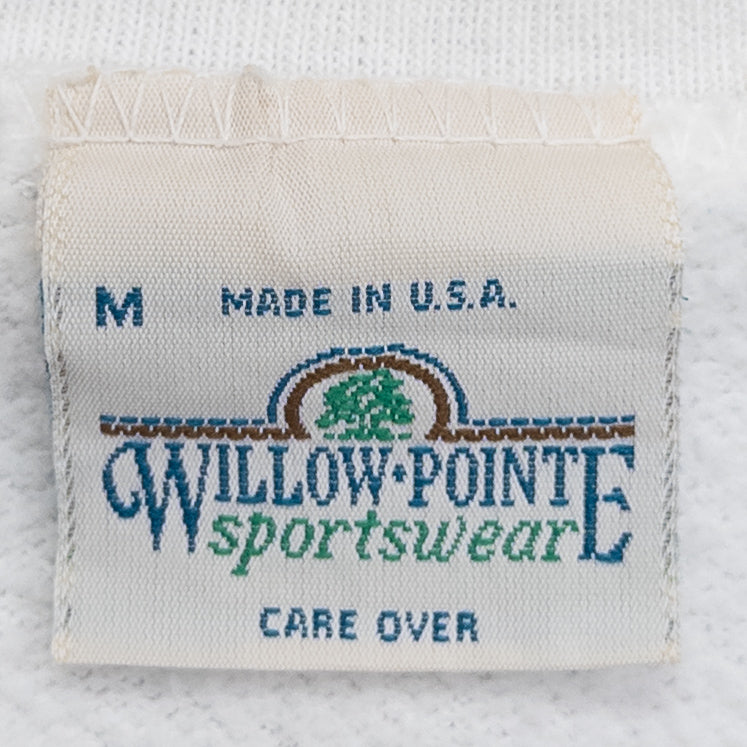 M MADE IN U.S.A.
WILLOW·POINTE
sportswear
CARE OVER